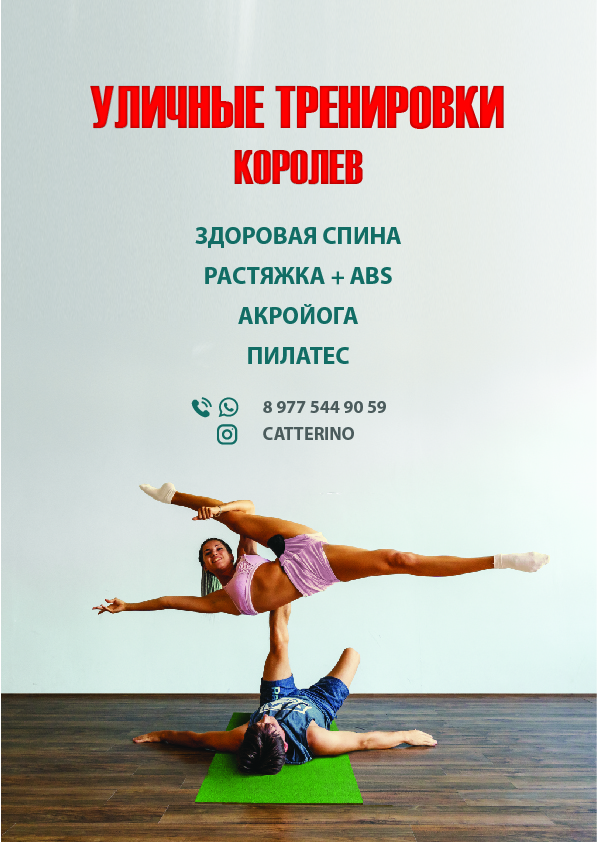 УЛИЧНЫЕ ТРЕНИРОВКИ
КОРОЛЕВ
ЗДОРОВАЯ СПИНА
РАСТЯЖКА + ABS
АКРОЙОГА
ПИЛАТЕС
8 977 544 90 59
CATTERINO